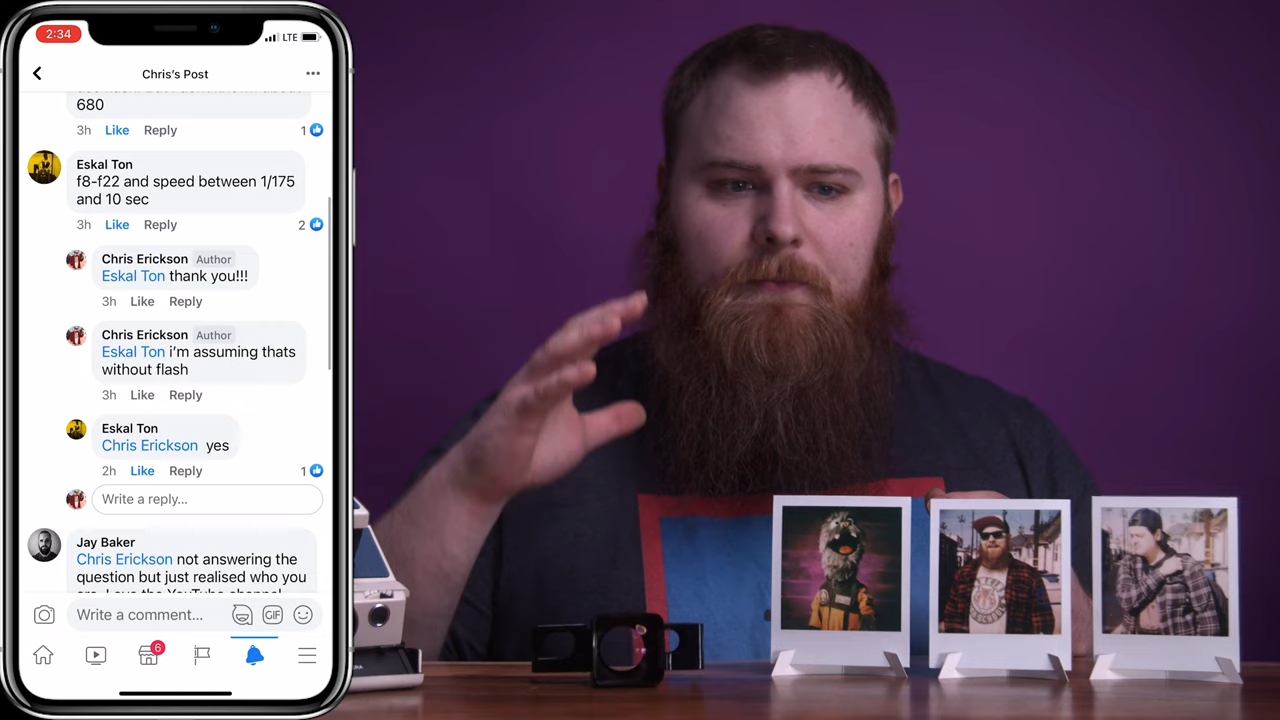 2:34
LTE
Chris's Post
680
3h Like Reply 1
Eskal Ton
f8-f22 and speed between 1/175
and 10 sec
3h Like Reply 2
Chris Erickson Author
Eskal Ton thank you!!!
3h Like Reply
Chris Erickson Author
Eskal Ton i'm assuming thats
without flash
3h Like Reply
Eskal Ton
Chris Erickson yes
2h Like Reply 1
Write a reply...
Jay Baker
Chris Erickson not answering the
question but just realised who you
Write a comment...
GIF
6